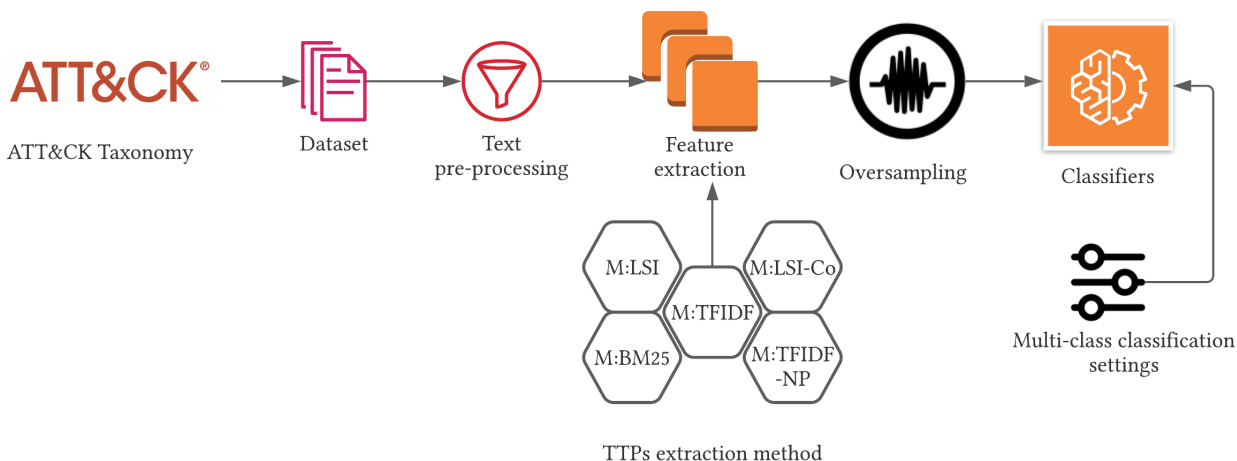 ATT&CK®
ATT&CK Taxonomy
Dataset
Text
pre-processing
Feature
extraction
Oversampling
Classifiers
M:LSI
M:LSI-Co
M:TFIDF
M:BM25
M:TFIDF
-NP
Multi-class classification
settings
TTPs extraction method